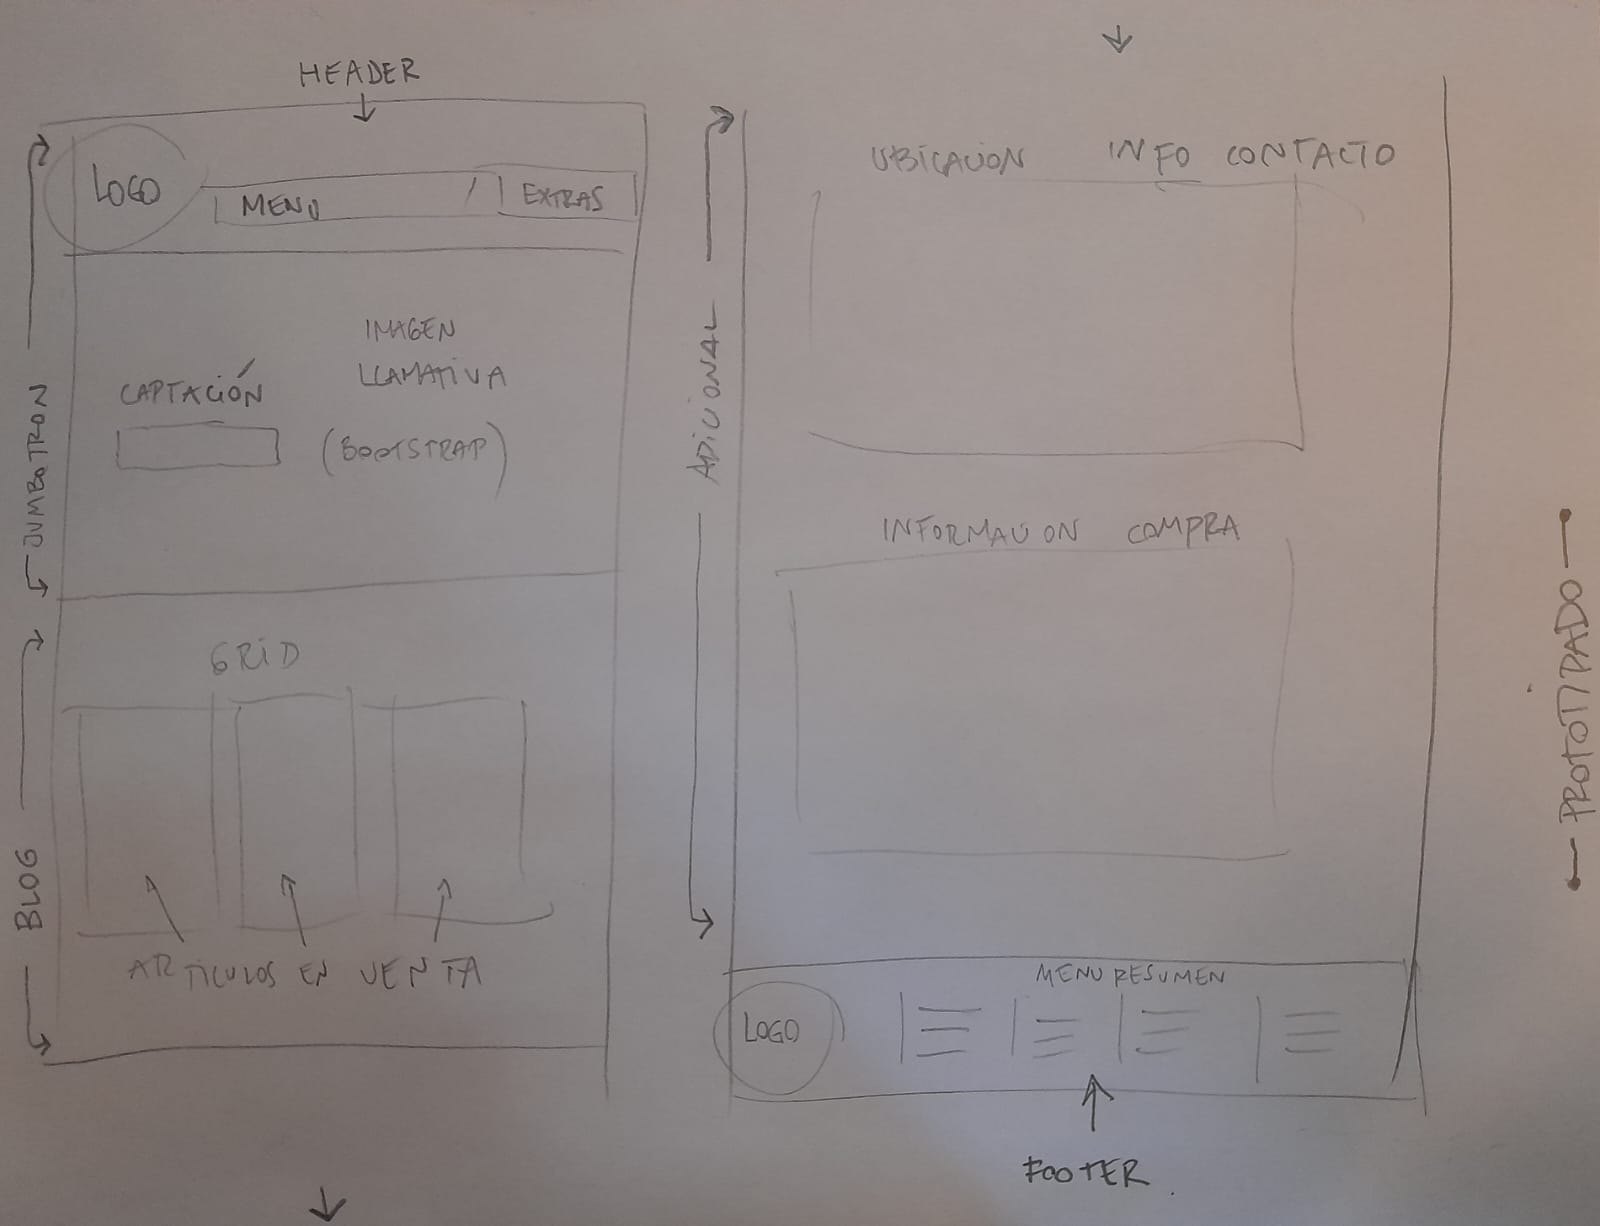 HEADER
LOGO
MENU
EXTRAS
IMAGEN
LLAMATIVA
CAPTACIÓN
(BOOTSTRAP)
JUMBOTRON
GRID
BLOG
ARTICULOS EN VENTA
ADICIONAL
UBICACION INFO CONTACTO
INFORMACION COMPRA
MENU RESUMEN
LOGO
FOOTER
PROTOTIPADO